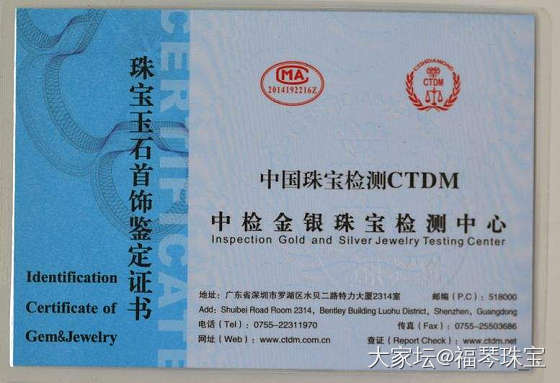 珠宝玉石首饰鉴定证书
CERTIFICATE
Identification
Certificate of
Gem&Jewelry
MA
2014192216Z
CTDM
中国珠宝检测CTDM
中检金银珠宝检测中心
Inspection Gold and Silver Jewelry Testing Center
地址：广东省深圳市罗湖区水贝二路特力大厦2314室 邮编（P.C）：518000
Add: Shuibei Road Room 2314，Bentley Building Luohu District，Shenzhen，Guangdong
电话（Tel）：0755-22311970 传真（Fax）：0755-25503686
网址（Web）：www.ctdm.com.cn 查证（Report Check）：www.ctdm.net
大家坛@福琴珠宝